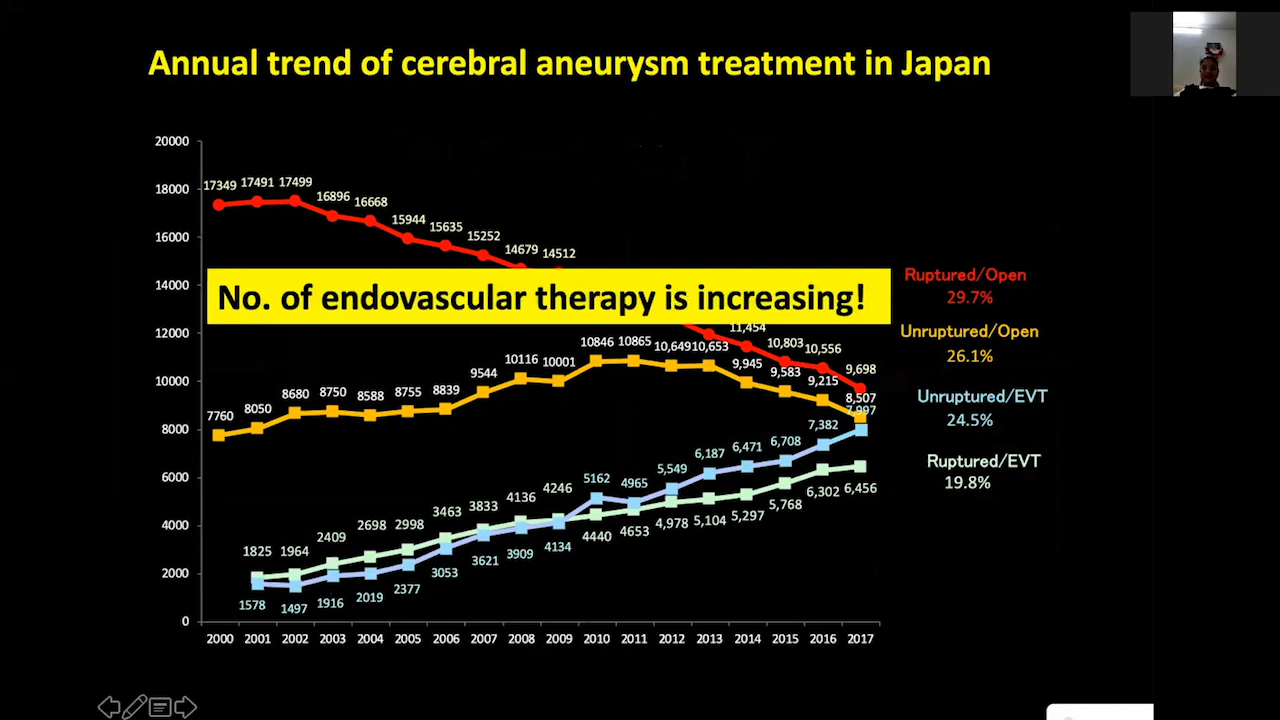 Annual trend of cerebral aneurysm treatment in Japan
20000
18000
16000
14000
12000
10000
8000
6000
4000
2000
0
17349 17491 17499 16896 16668 15944 15635 15252 14679 14512
No. of endovascular therapy is increasing!
11,454 10,803 10,556 9,698
7760 8050 8680 8750 8588 8755 8839 9544 10116 10001 10846 10865 10,649 10,653 9,945 9,583 9,215 8,507
4246 5162 4965 5,549 6,187 6,471 6,708 7,382 7,997
1825 1964 2409 2698 2998 3463 3833 4136
4134 4440 4653 4,978 5,104 5,297 5,768 6,302 6,456
1578 1497 1916 2019 2377 3053 3621 3909
2000 2001 2002 2003 2004 2005 2006 2007 2008 2009 2010 2011 2012 2013 2014 2015 2016 2017
Ruptured/Open
29.7%
Unruptured/Open
26.1%
Unruptured/EVT
24.5%
Ruptured/EVT
19.8%